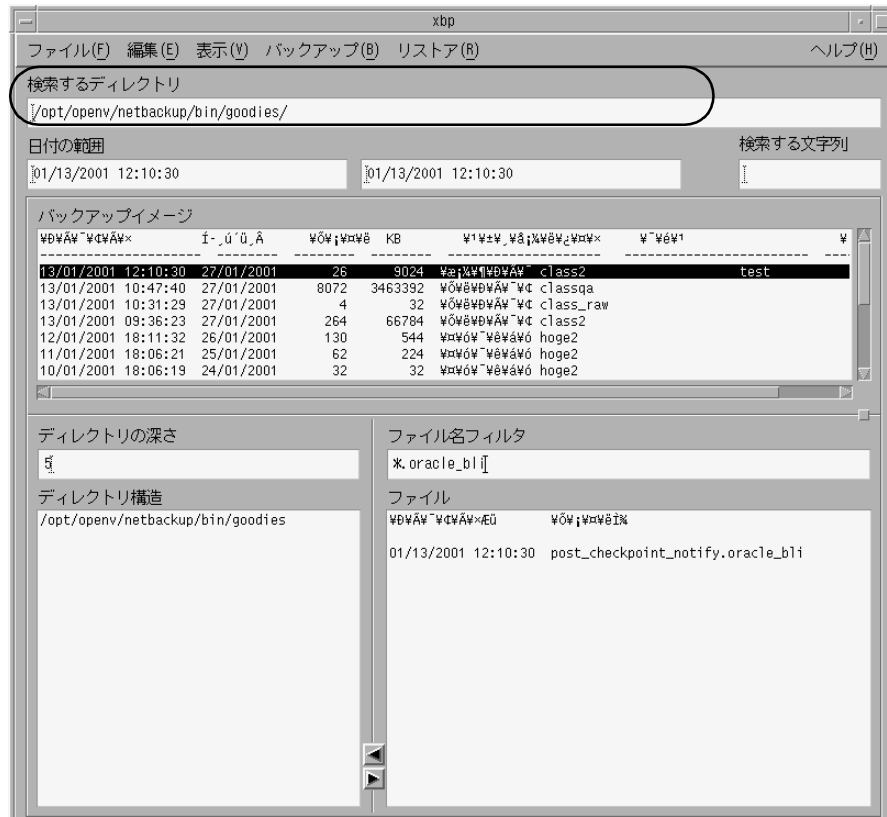 xbp
ファイル(F) 編集(E) 表示(V) バックアップ(B) リストア(R) ヘルプ(H)
検索するディレクトリ
/opt/openv/netbackup/bin/goodies/
日付の範囲 検索する文字列
01/13/2001 12:10:30 01/13/2001 12:10:30
バックアップイメージ
KB
13/01/2001 12:10:30 27/01/2001 26 9024 class2 test
13/01/2001 10:47:40 27/01/2001 8072 3463392 classqa
13/01/2001 10:31:29 27/01/2001 4 32 class_raw
13/01/2001 09:36:23 27/01/2001 264 66784 class2
12/01/2001 18:11:32 26/01/2001 130 544 hoge2
11/01/2001 18:06:21 25/01/2001 62 224 hoge2
10/01/2001 18:06:19 24/01/2001 32 32 hoge2
ディレクトリの深さ ファイル名フィルタ
5 *.oracle_bli
ディレクトリ構造 ファイル
/opt/openv/netbackup/bin/goodies
01/13/2001 12:10:30 post_checkpoint_notify.oracle_bli